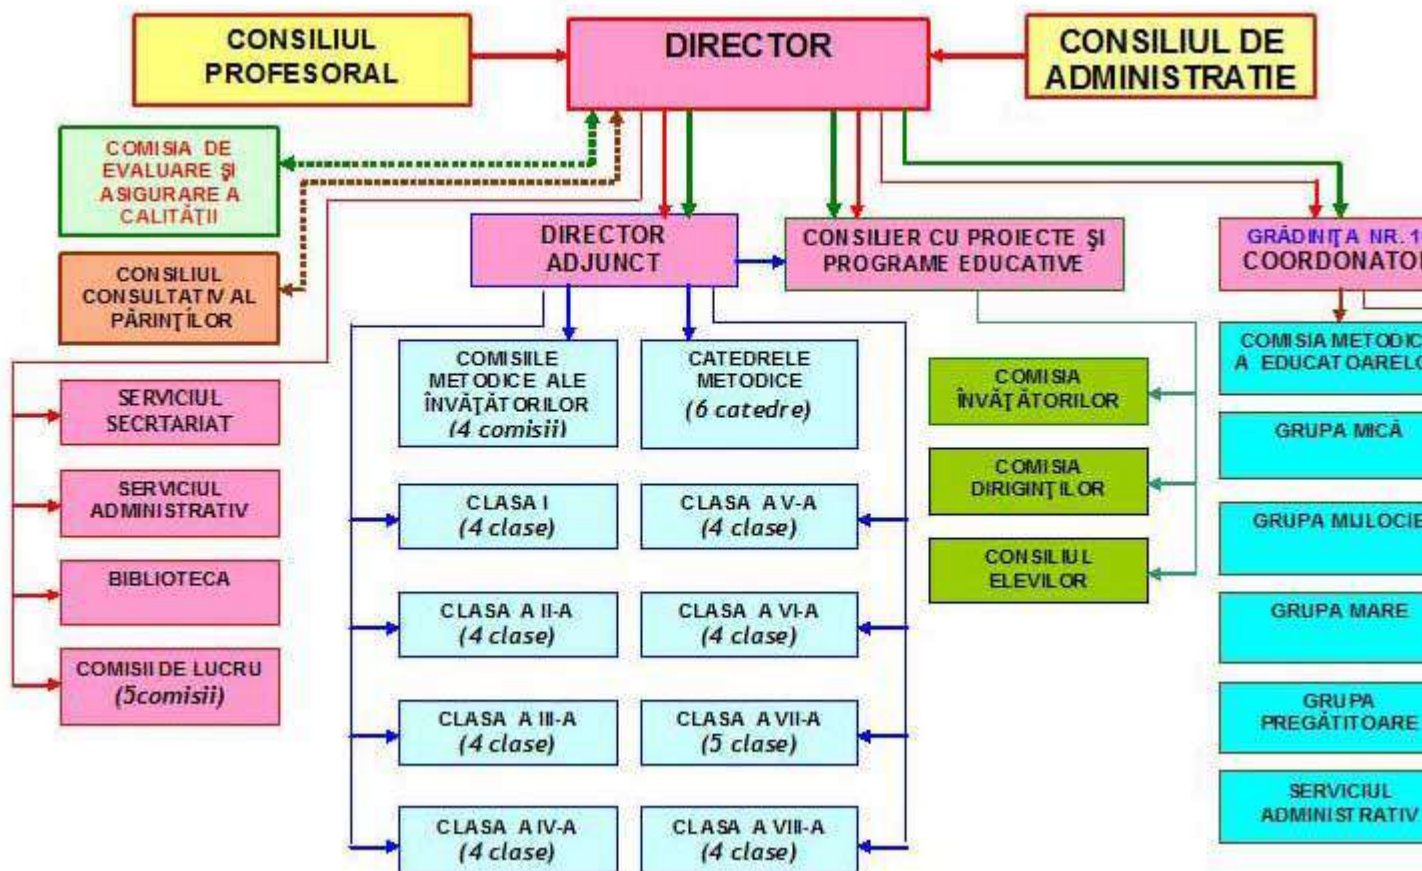 CONSILIUL
PROFESORAL
DIRECTOR
CONSILIUL DE
ADMINISTRATIE
COMISIA DE
EVALUARE ŞI
ASIGURARE A
CALITĂŢII
CONSILIUL
CONSULTATIV AL
PĂRINŢILOR
DIRECTOR
ADJUNCT
CONSILIER CU PROIECTE ŞI
PROGRAME EDUCATIVE
GRĂDINIŢA NR. 1
COORDONATO
SERVICIUL
SECRTARIAT
SERVICIUL
ADMINISTRATIV
BIBLIOTECA
COMISII DE LUCRU
(5comisii)
COMISIILE
METODICE ALE
ÎNVĂŢĂTORILOR
(4 comisii)
CATEDRELE
METODICE
(6 catedre)
CLASA I
(4 clase)
CLASA A V-A
(4 clase)
CLASA A II-A
(4 clase)
CLASA A VI-A
(4 clase)
CLASA A III-A
(4 clase)
CLASA A VII-A
(5 clase)
CLASA A IV-A
(4 clase)
CLASA A VIII-A
(4 clase)
COMISIA
ÎNVĂŢĂTORILOR
COMISIA
DIRIGINŢILOR
CONSILIUL
ELEVILOR
COMISIA METODIC
A EDUCATOARELO
GRUPA MICĂ
GRUPA MIJLOCIE
GRUPA MARE
GRUPA
PREGĂTITOARE
SERVICIUL
ADMINISTRATIV